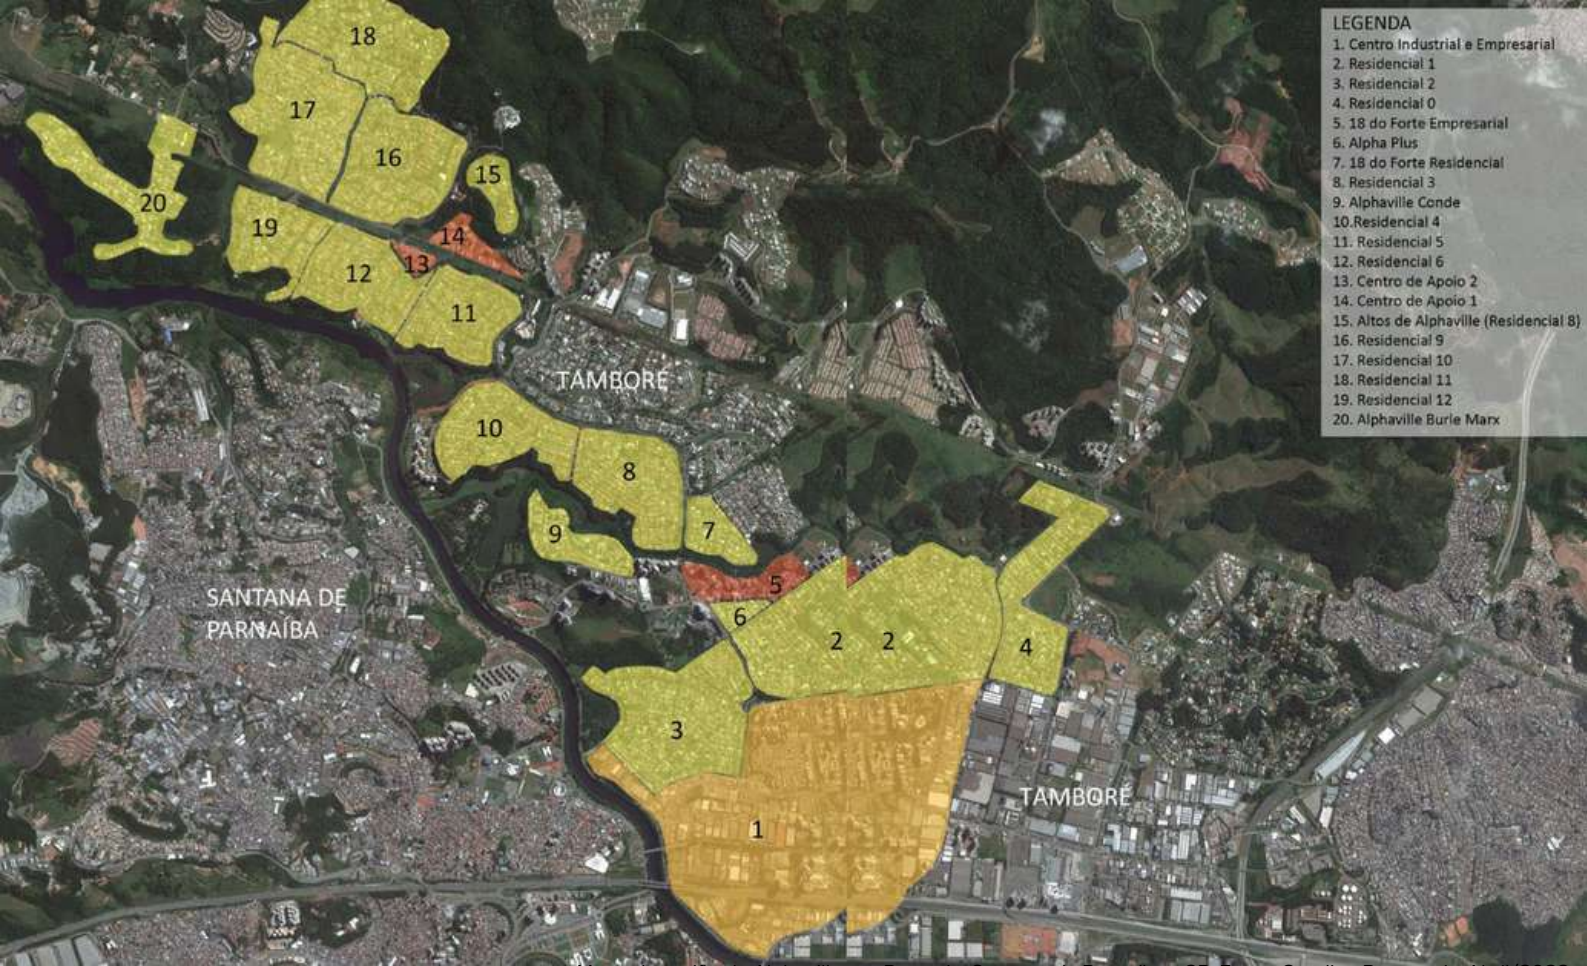 LEGENDA
1. Centro Industrial e Empresarial
2. Residencial 1
3. Residencial 2
4. Residencial 0
5. 18 do Forte Empresarial
6. Alpha Plus
7. 18 do Forte Residencial
8. Residencial 3
9. Alphaville Conde
10.Residencial 4
11. Residencial 5
12. Residencial 6
13. Centro de Apoio 2
14. Centro de Apoio 1
15. Altos de Alphaville (Residencial 8)
16. Residencial 9
17. Residencial 10
18. Residencial 11
19. Residencial 12
20. Alphaville Burle Marx
18
17
16
15
20
19
14
13
12
11
TAMBORÉ
10
8
9
7
5
SANTANA DE
PARNAÍBA
6
2
2
4
3
TAMBORÉ
1